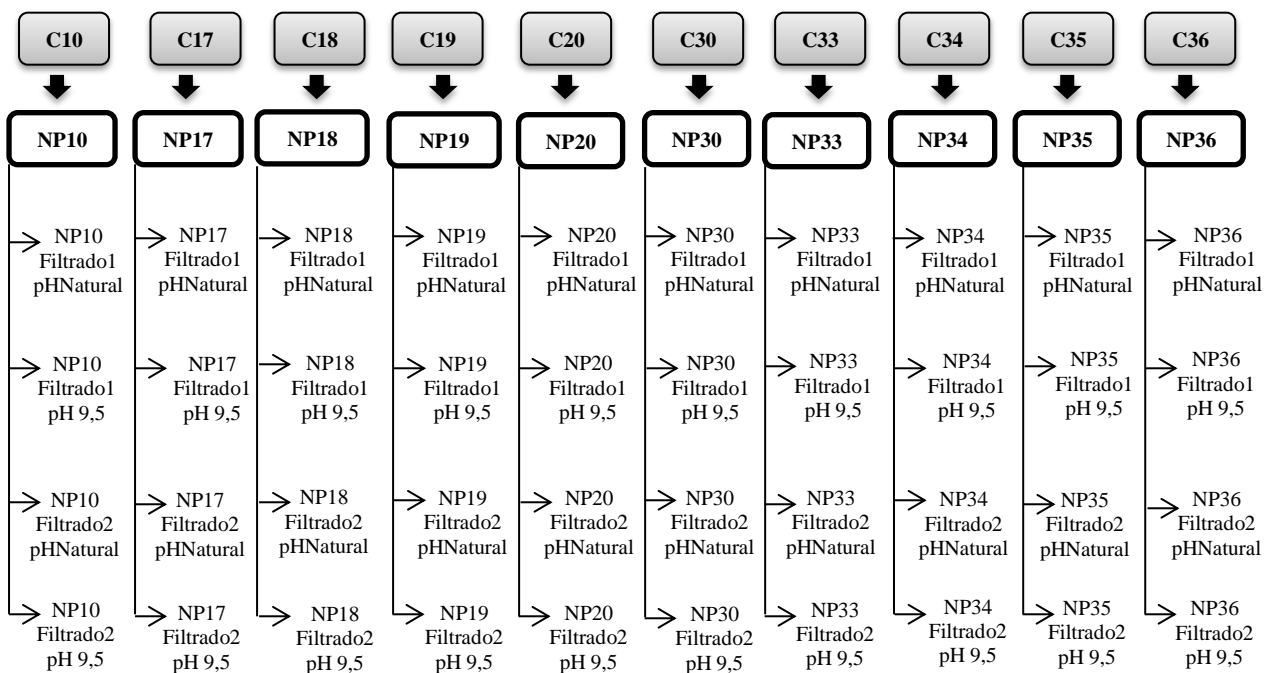 C10 C17 C18 C19 C20 C30 C33 C34 C35 C36
NP10 NP17 NP18 NP19 NP20 NP30 NP33 NP34 NP35 NP36
NP10 NP17 NP18 NP19 NP20 NP30 NP33 NP34 NP35 NP36
Filtrado1 Filtrado1 Filtrado1 Filtrado1 Filtrado1 Filtrado1 Filtrado1 Filtrado1 Filtrado1 Filtrado1
pHNatural pHNatural pHNatural pHNatural pHNatural pHNatural pHNatural pHNatural pHNatural pHNatural
NP10 NP17 NP18 NP19 NP20 NP30 NP33 NP34 NP35 NP36
Filtrado1 Filtrado1 Filtrado1 Filtrado1 Filtrado1 Filtrado1 Filtrado1 Filtrado1 Filtrado1 Filtrado1
pH 9,5 pH 9,5 pH 9,5 pH 9,5 pH 9,5 pH 9,5 pH 9,5 pH 9,5 pH 9,5 pH 9,5
NP10 NP17 NP18 NP19 NP20 NP30 NP33 NP34 NP35 NP36
Filtrado2 Filtrado2 Filtrado2 Filtrado2 Filtrado2 Filtrado2 Filtrado2 Filtrado2 Filtrado2 Filtrado2
pHNatural pHNatural pHNatural pHNatural pHNatural pHNatural pHNatural pHNatural pHNatural pHNatural
NP10 NP17 NP18 NP19 NP20 NP30 NP33 NP34 NP35 NP36
Filtrado2 Filtrado2 Filtrado2 Filtrado2 Filtrado2 Filtrado2 Filtrado2 Filtrado2 Filtrado2 Filtrado2
pH 9,5 pH 9,5 pH 9,5 pH 9,5 pH 9,5 pH 9,5 pH 9,5 pH 9,5 pH 9,5 pH 9,5